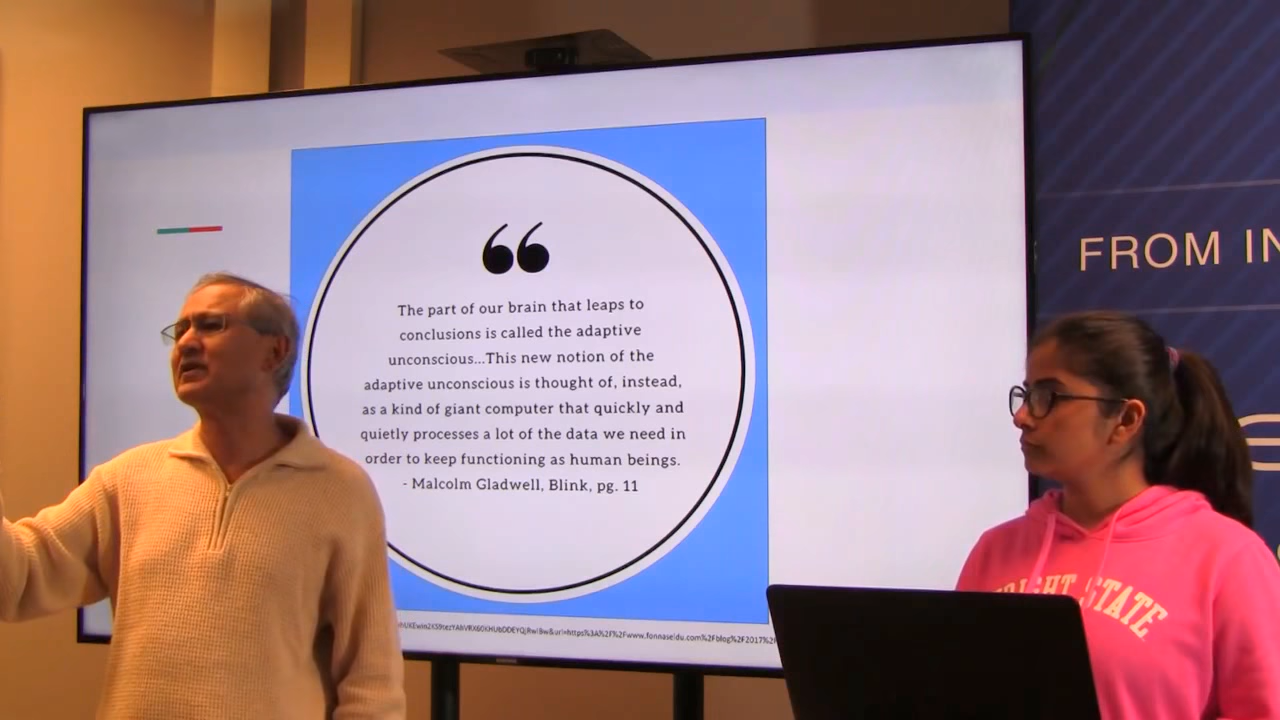 “
The part of our brain that leaps to
conclusions is called the adaptive
unconscious...This new notion of the
adaptive unconscious is thought of, instead,
as a kind of giant computer that quickly and
quietly processes a lot of the data we need in
order to keep functioning as human beings.
- Malcolm Gladwell, Blink, pg. 11
FROM
STATE